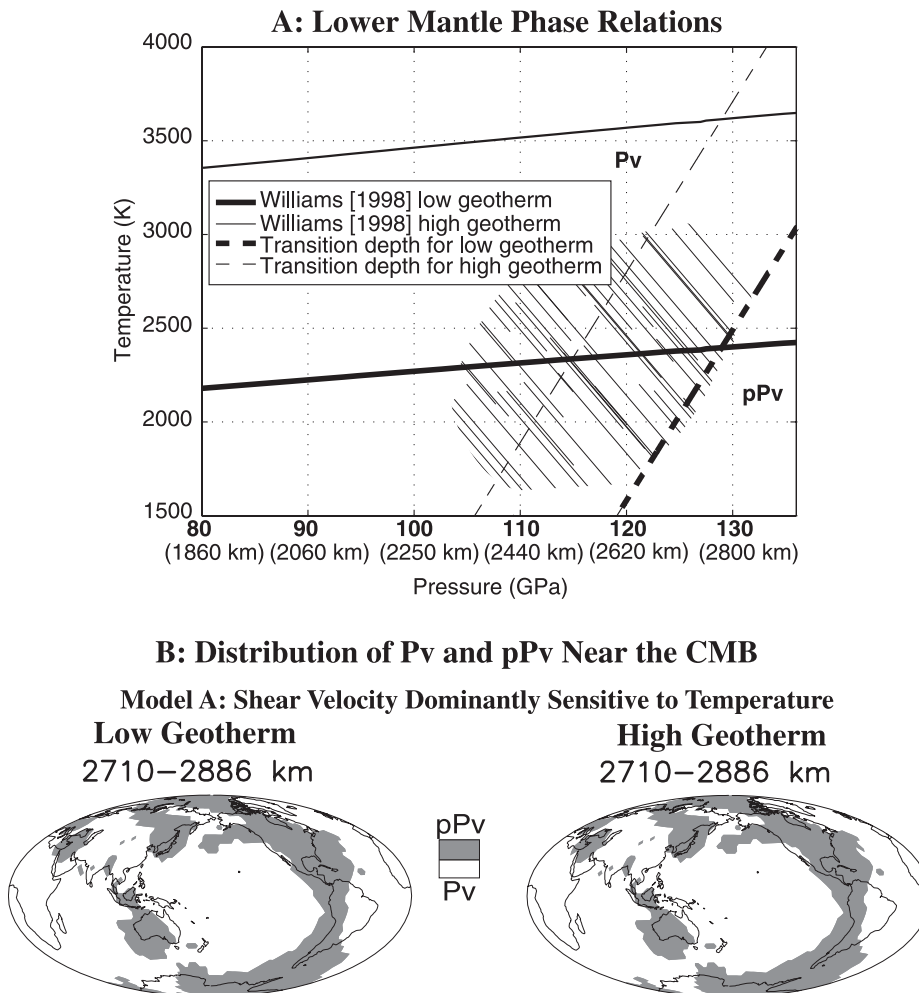 A: Lower Mantle Phase Relations
4000
3500
3000
2500
2000
1500
Temperature (K)
Pv
Williams [1998] low geotherm
Williams [1998] high geotherm
Transition depth for low geotherm
Transition depth for high geotherm
pPv
80 90 100 110 120 130
(1860 km) (2060 km) (2250 km) (2440 km) (2620 km) (2800 km)
Pressure (GPa)
B: Distribution of Pv and pPv Near the CMB
Model A: Shear Velocity Dominantly Sensitive to Temperature
Low Geotherm
2710-2886 km
High Geotherm
2710-2886 km
pPv
Pv